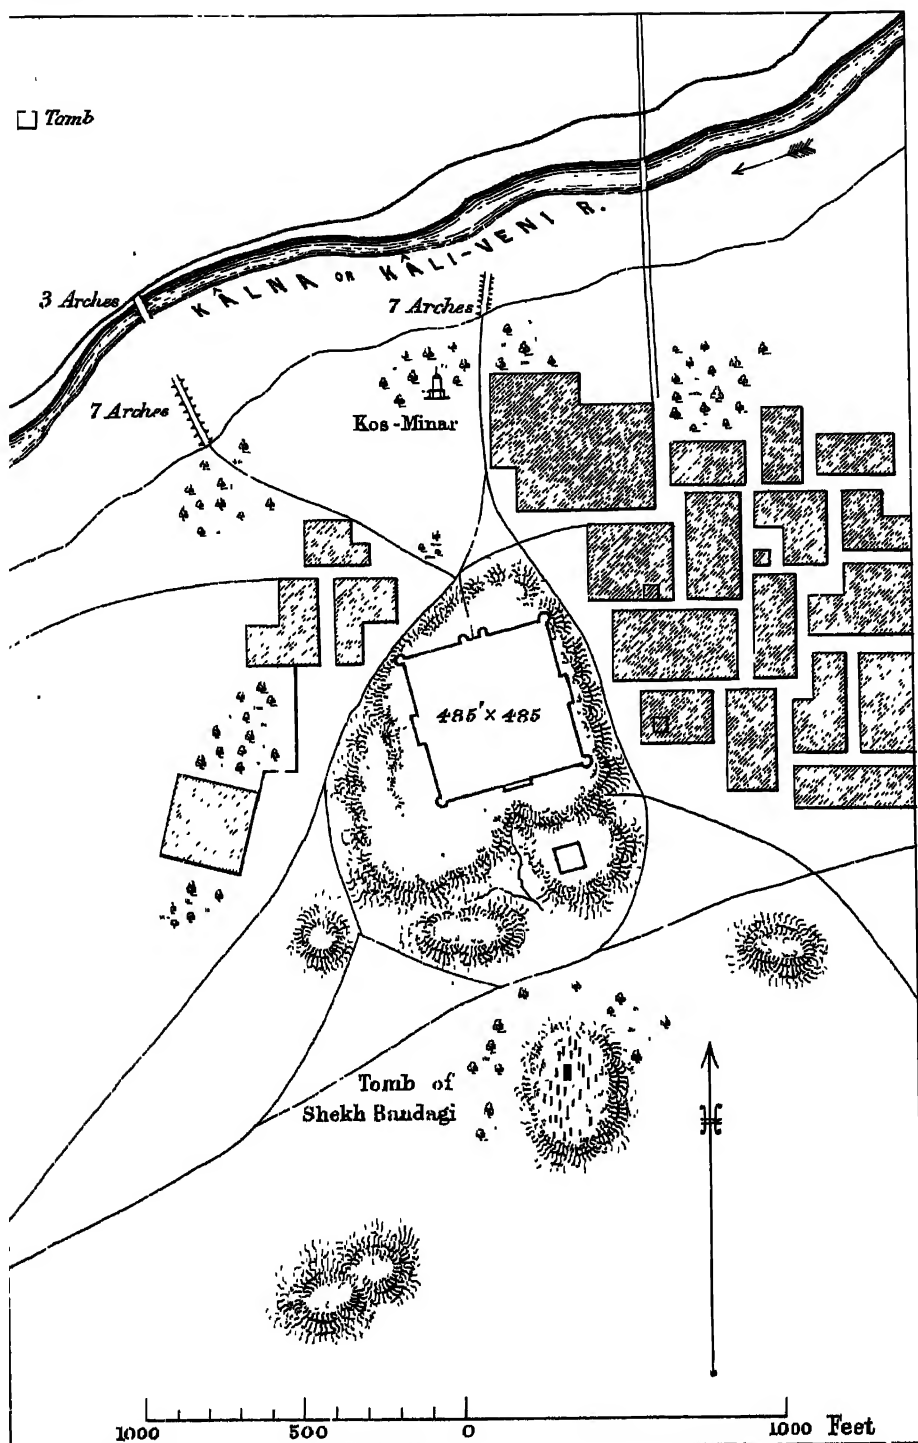 Tomb
KÂLNA OR KÂLI-VENI R.
3 Arches
7 Arches
7 Arches
Kos-Minar
485' × 485
Tomb of
Shekh Bandagi
1000 500 0 1000 Feet